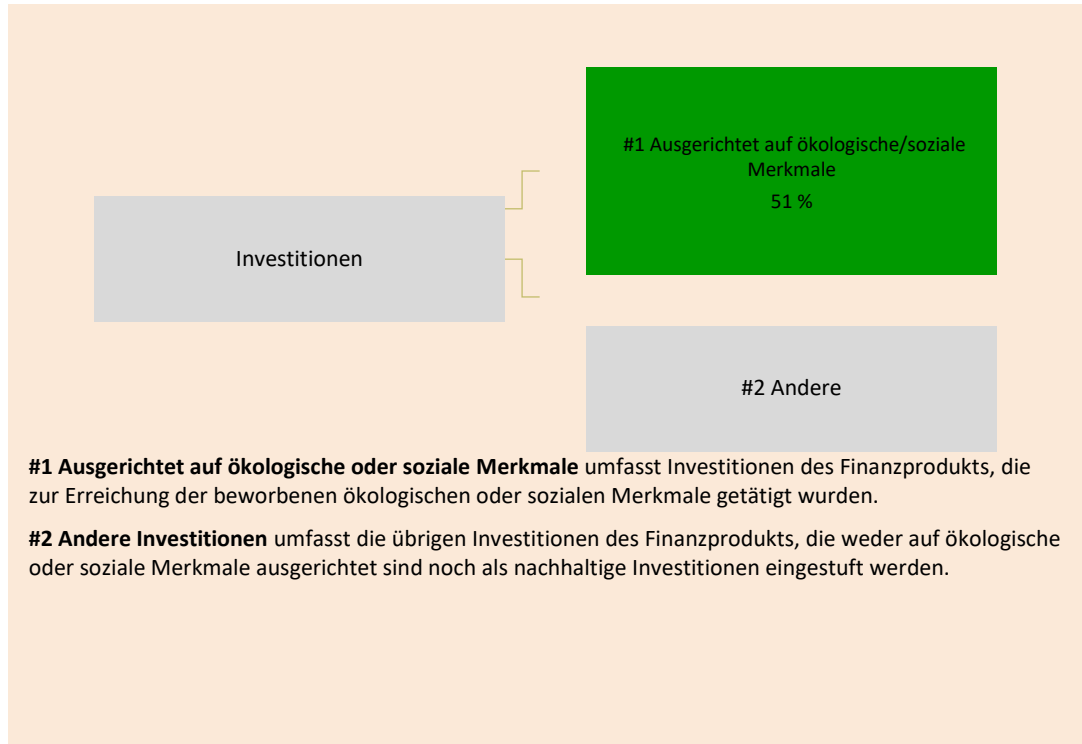 #1 Ausgerichtet auf ökologische/soziale
Merkmale
51 %
Investitionen
#2 Andere
#1 Ausgerichtet auf ökologische oder soziale Merkmale umfasst Investitionen des Finanzprodukts, die
zur Erreichung der beworbenen ökologischen oder sozialen Merkmale getätigt wurden.
#2 Andere Investitionen umfasst die übrigen Investitionen des Finanzprodukts, die weder auf ökologische
oder soziale Merkmale ausgerichtet sind noch als nachhaltige Investitionen eingestuft werden.